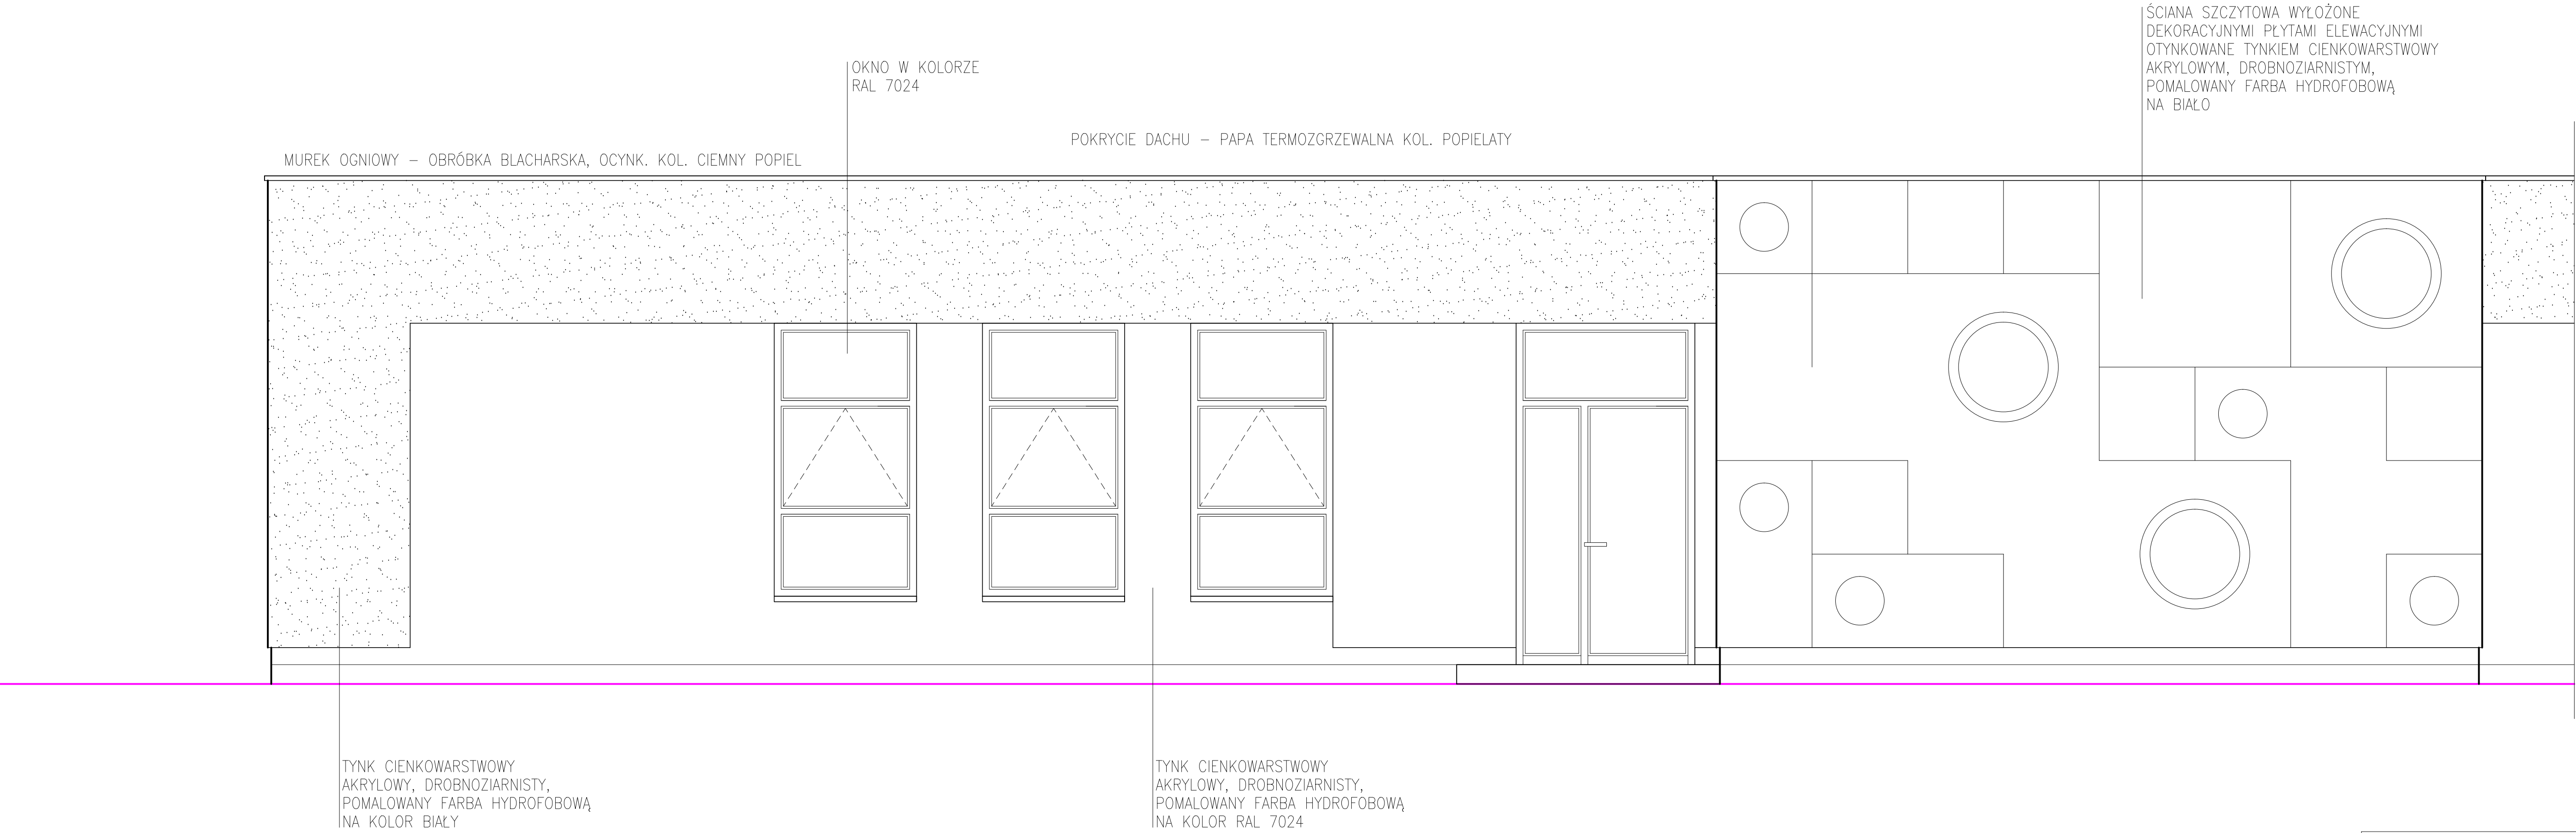 ŚCIANA SZCZYTOWA WYŁOŻONE
DEKORACYJNYMI PŁYTAMI ELEWACYJNYMI
OTYNKOWANE TYNKIEM CIENKOWARSTWOWY
AKRYLOWYM, DROBNOZIARNISTYM,
POMALOWANY FARBA HYDROFOBOWĄ
NA BIAŁO
OKNO W KOLORZE
RAL 7024
POKRYCIE DACHU – PAPA TERMOZGRZEWALNA KOL. POPIELATY
MUREK OGNIOWY – OBRÓBKA BLACHARSKA, OCYNK. KOL. CIEMNY POPIEL
TYNK CIENKOWARSTWOWY
AKRYLOWY, DROBNOZIARNISTY,
POMALOWANY FARBA HYDROFOBOWĄ
NA KOLOR BIAŁY
TYNK CIENKOWARSTWOWY
AKRYLOWY, DROBNOZIARNISTY,
POMALOWANY FARBA HYDROFOBOWĄ
NA KOLOR RAL 7024